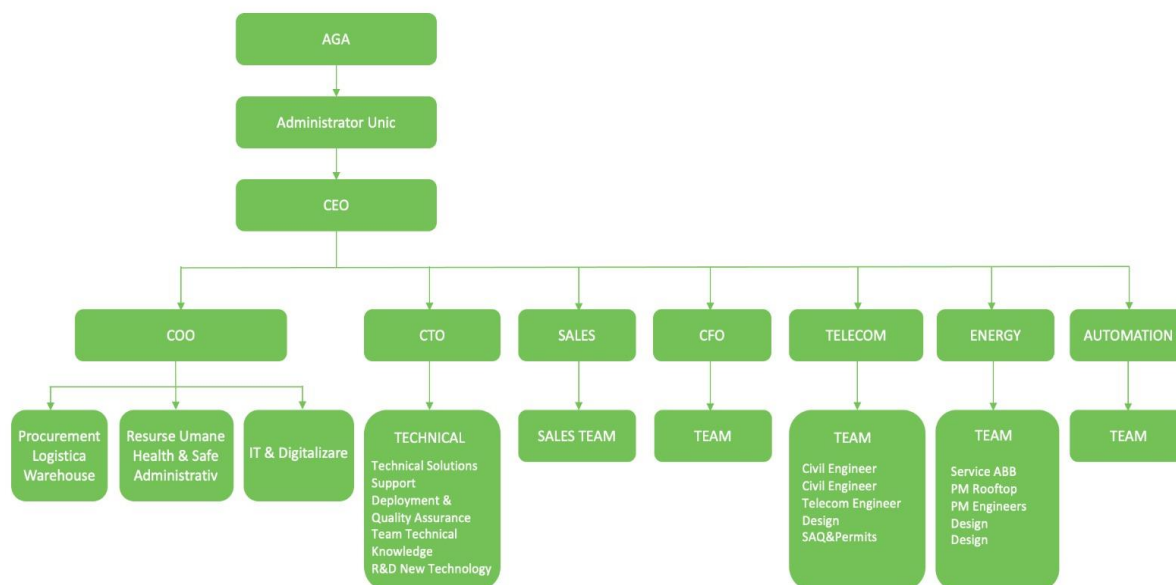 AGA
Administrator Unic
CEO
COO
CTO
SALES
CFO
TELECOM
ENERGY
AUTOMATION
Procurement
Logistica
Warehouse
Resurse Umane
Health & Safe
Administrativ
IT & Digitalizare
TECHNICAL
Technical Solutions
Support
Deployment &
Quality Assurance
Team Technical
Knowledge
R&D New Technology
SALES TEAM
TEAM
TEAM
Civil Engineer
Civil Engineer
Telecom Engineer
Design
SAQ&Permits
TEAM
Service ABB
PM Rooftop
PM Engineers
Design
Design
TEAM